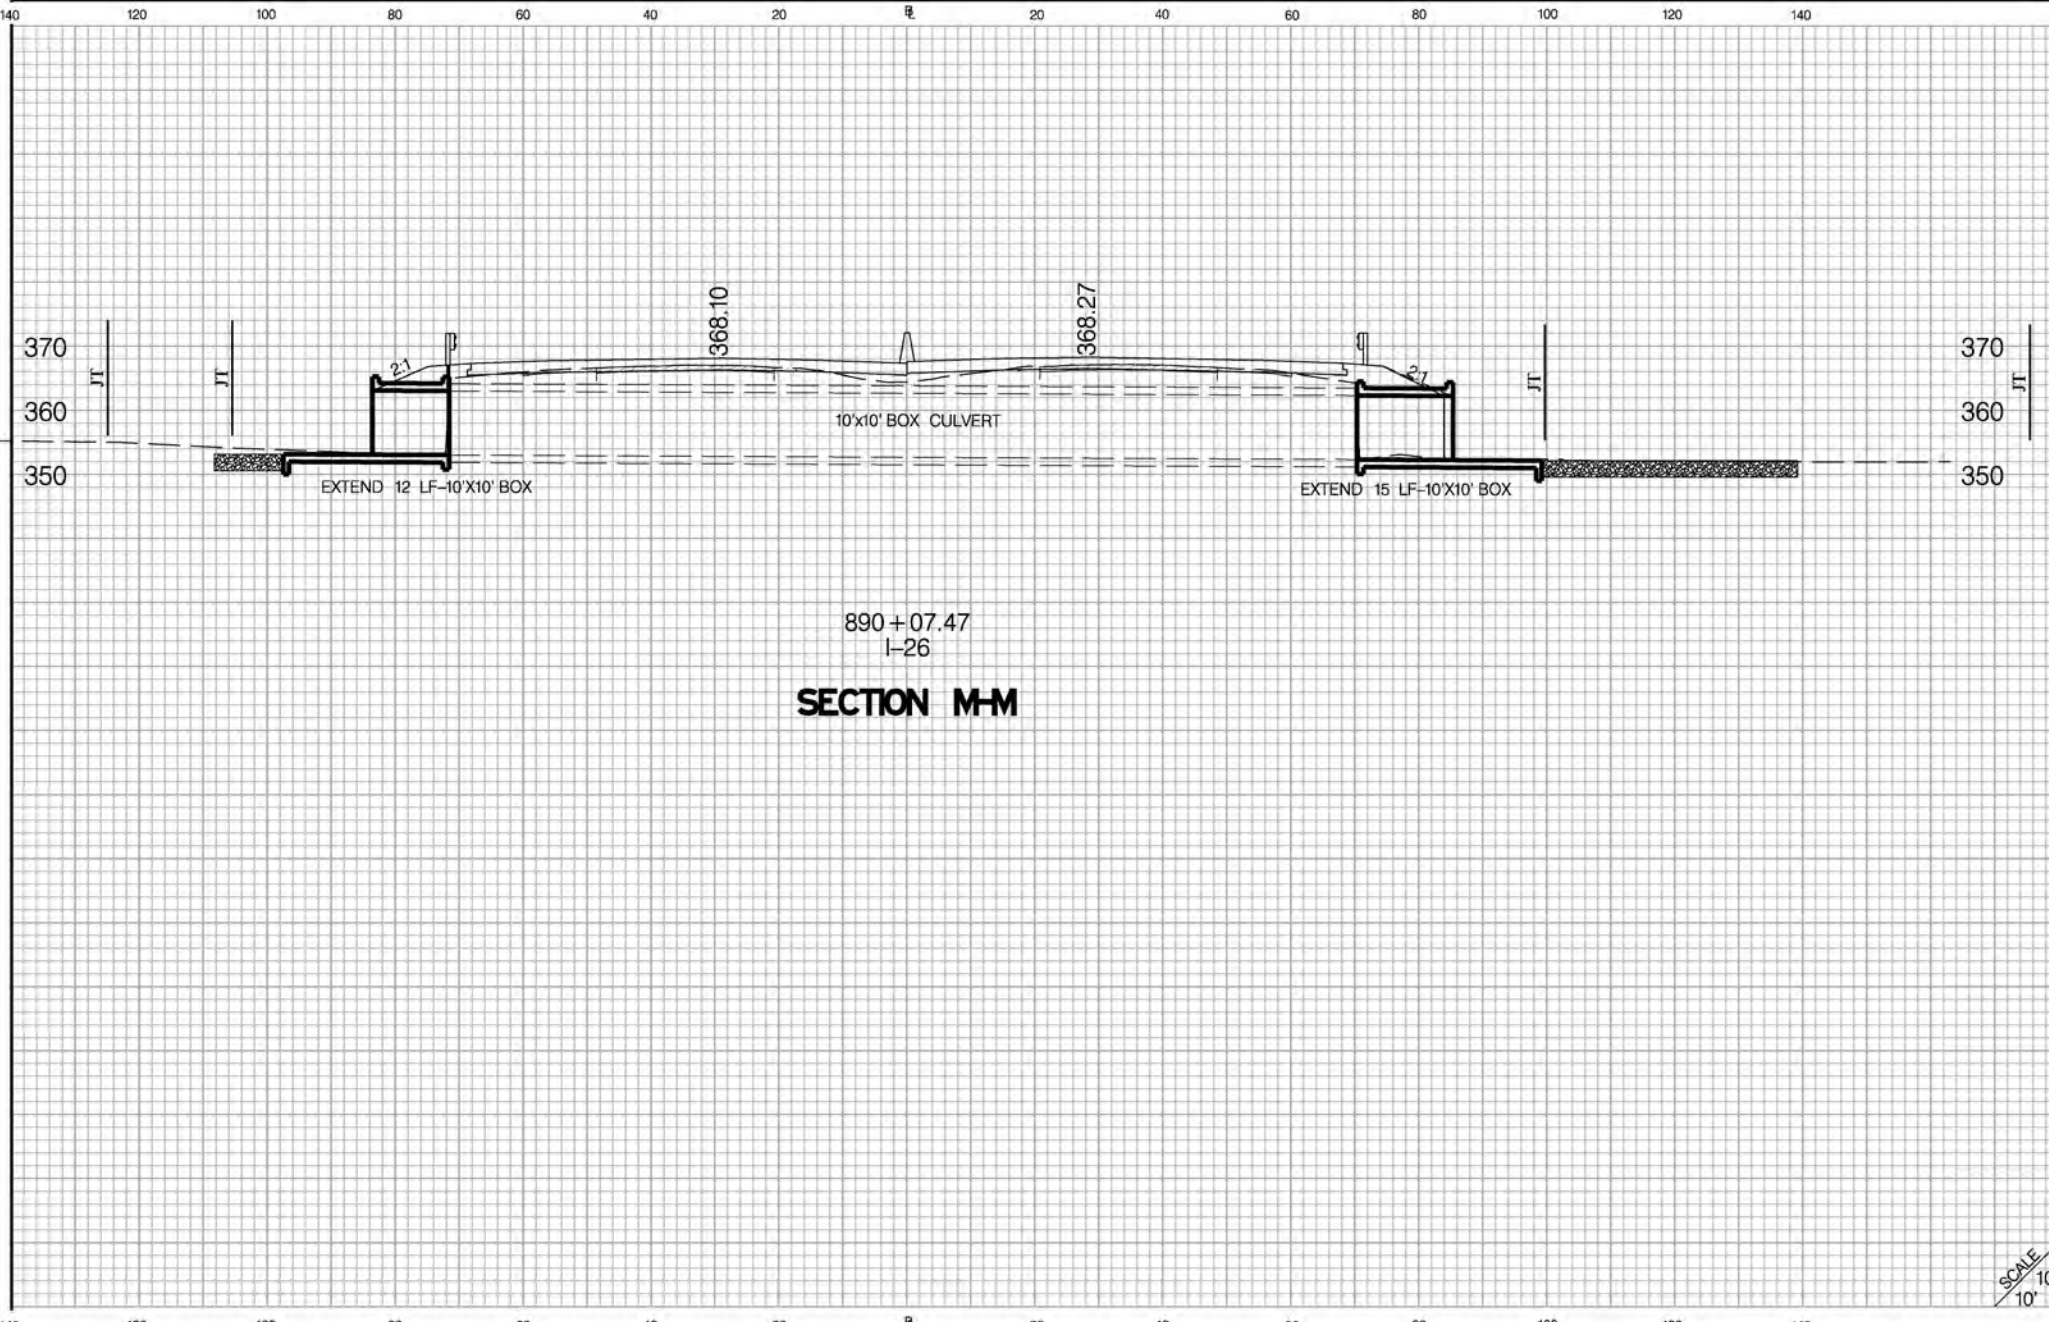 140 120 100 80 60 40 20 20 40 60 80 100 120 140
368.10
368.27
370 370
2:1 2:1
JT JT JT JT
360 360
10'x10' BOX CULVERT
350 350
EXTEND 12 LF-10'X10' BOX
EXTEND 15 LF-10'X10' BOX
890+07.47
I-26
SECTION M-M
SCALE
10'